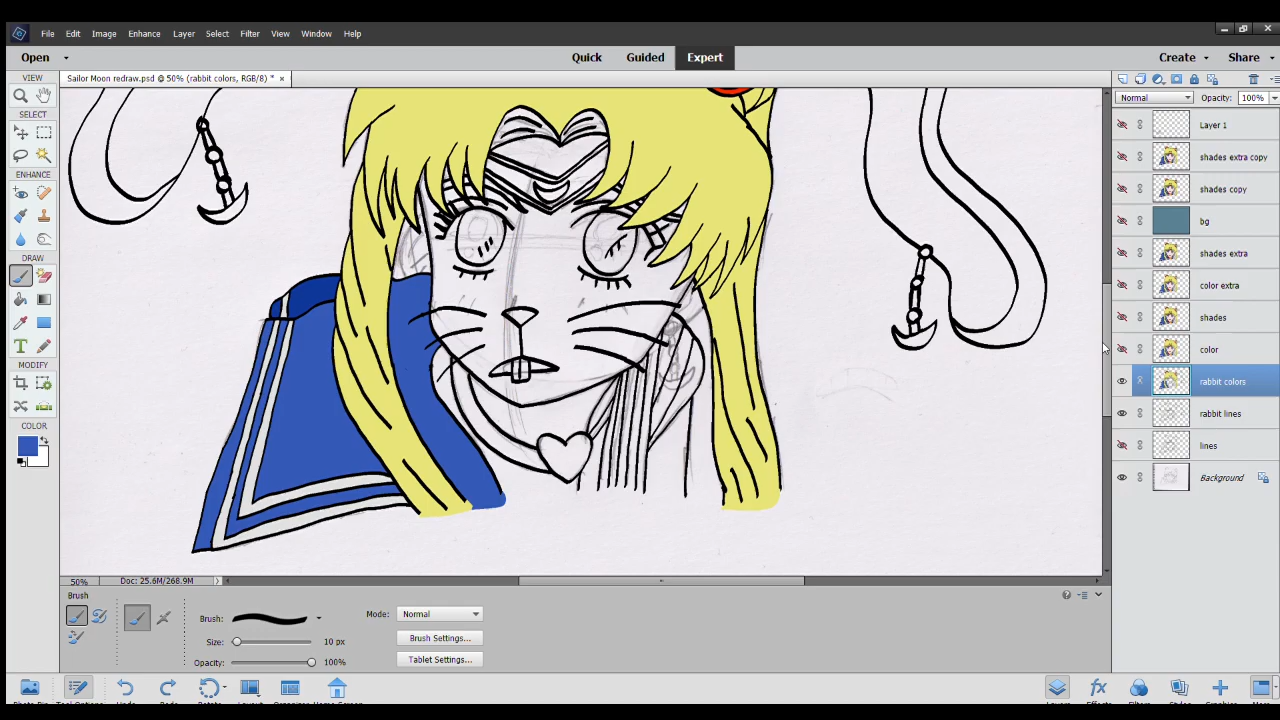 File Edit Image Enhance Layer Select Filter View Window Help
Open Quick Guided Expert Create Share
VIEW
Sailor Moon redraw.psd @ 50% (rabbit colors, RGB/8) *
SELECT
ENHANCE
DRAW
MODIFY
COLOR
Normal Opacity: 100%
Layer 1
shades extra copy
shades copy
bg
shades extra
color extra
shades
color
rabbit colors
rabbit lines
lines
Background
50% Doc: 25.6M/268.9M
Brush
Brush: Mode: Normal
Size: 10 px Brush Settings...
Opacity: 100% Tablet Settings...